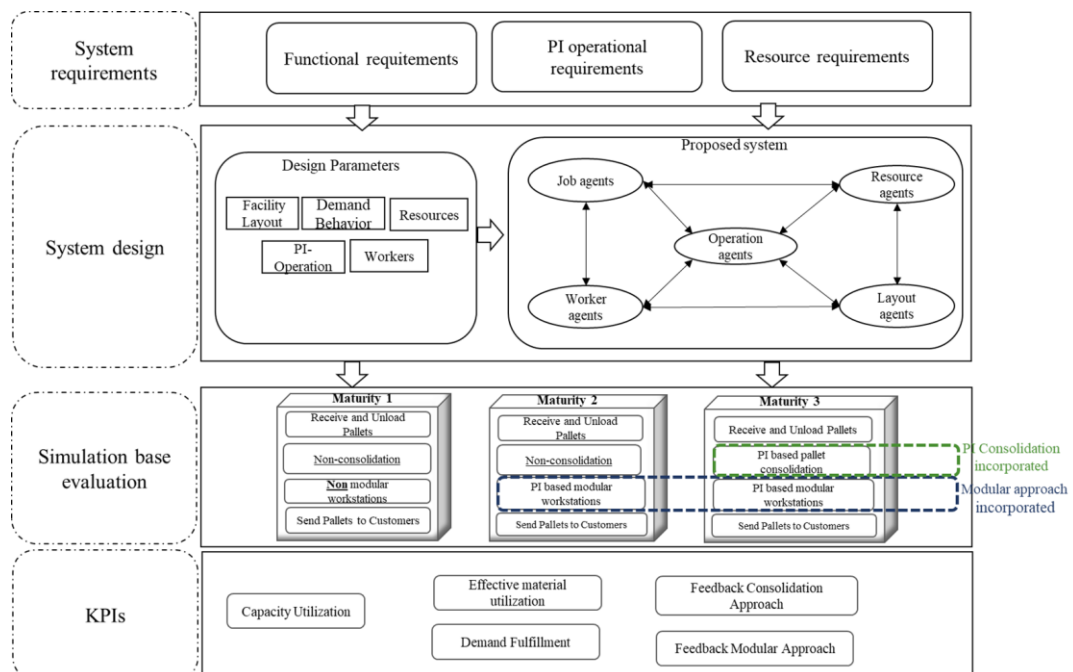 System
requirements
Functional requitements
PI operational
requirements
Resource requirements
System design
Design Parameters
Facility
Layout
Demand
Behavior
Resources
PI-
Operation
Workers
Proposed system
Job agents
Resource
agents
Operation
agents
Worker
agents
Layout
agents
Simulation base
evaluation
Maturity 1
Receive and Unload
Pallets
Non-consolidation
Non modular
workstations
Send Pallets to Customers
Maturity 2
Receive and Unload
Pallets
Non-consolidation
PI based modular
workstations
Send Pallets to Customers
Maturity 3
Receive and Unload Pallets
PI based pallet
consolidation
PI based modular
workstations
Send Pallets to Customers
PI Consolidation
incorporated
Modular approach
incorporated
KPIs
Capacity Utilization
Effective material
utilization
Demand Fulfillment
Feedback Consolidation
Approach
Feedback Modular Approach